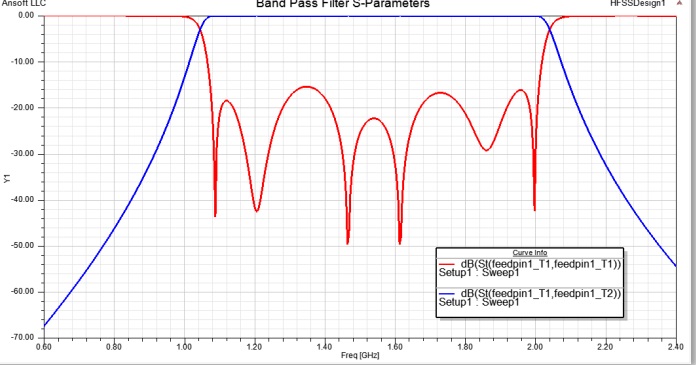 Ansoft LLC
Band Pass Filter S-Parameters
HFSSDesign1
0.00
-10.00
-20.00
-30.00
-40.00
-50.00
-60.00
-70.00
Y1
Curve Info
dB(St(feedpin1_T1,feedpin1_T1))
Setup1 : Sweep1
dB(St(feedpin1_T1,feedpin1_T2))
Setup1 : Sweep1
0.60
0.80
1.00
1.20
1.40
1.60
1.80
2.00
2.20
2.40
Freq [GHz]